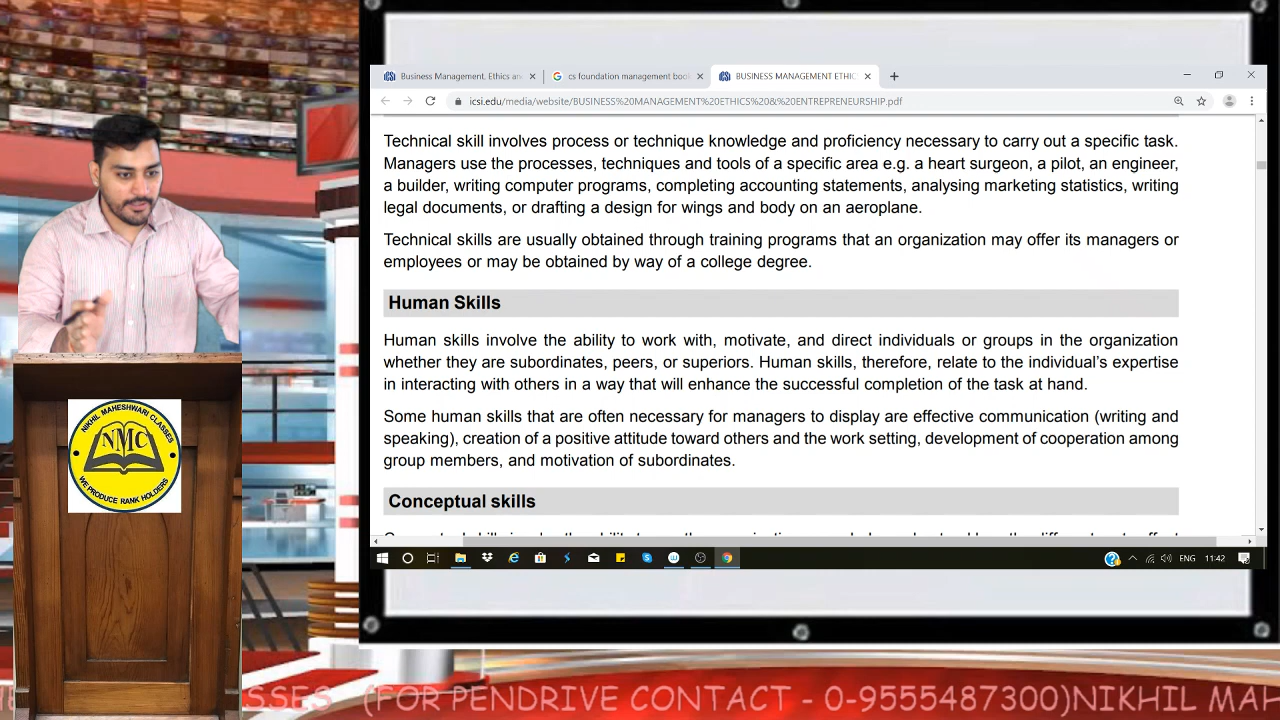 Business Management. Ethics an
cs foundation management boo
BUSINESS MANAGEMENT ETHIC
icsi.edu/media/website/BUSINESS%20MANAGEMENT%20ETHICS%20&%20ENTREPRENEURSHIP.pdf
Technical skill involves process or technique knowledge and proficiency necessary to carry out a specific task.
Managers use the processes, techniques and tools of a specific area e.g. a heart surgeon, a pilot, an engineer,
a builder, writing computer programs, completing accounting statements, analysing marketing statistics, writing
legal documents, or drafting a design for wings and body on an aeroplane.
Technical skills are usually obtained through training programs that an organization may offer its managers or
employees or may be obtained by way of a college degree.
Human Skills
Human skills involve the ability to work with, motivate, and direct individuals or groups in the organization
whether they are subordinates, peers, or superiors. Human skills, therefore, relate to the individual's expertise
in interacting with others in a way that will enhance the successful completion of the task at hand.
Some human skills that are often necessary for managers to display are effective communication (writing and
speaking), creation of a positive attitude toward others and the work setting, development of cooperation among
group members, and motivation of subordinates.
Conceptual skills
ENG 11:42
NIKHIL MAHESHWARI CLASSES
NMC
WE PRODUCE RANK HOLDERS
SSES (FOR PENDRIVE CONTACT - 0-9555487300)NIKHIL MAH